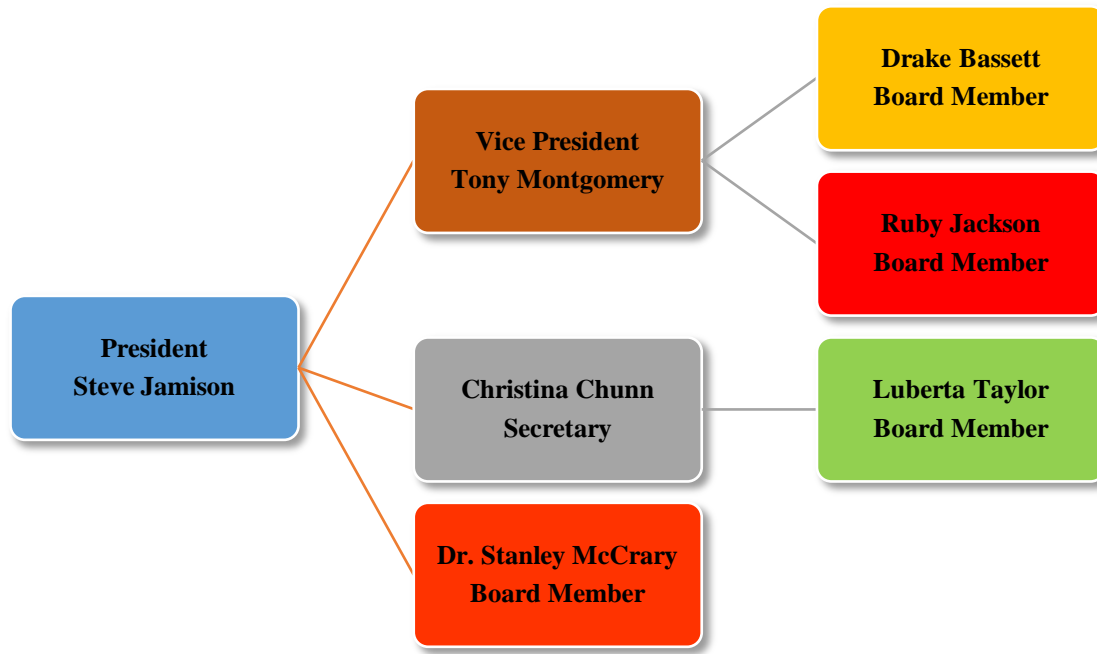 President
Steve Jamison
Vice President
Tony Montgomery
Drake Bassett
Board Member
Ruby Jackson
Board Member
Christina Chunn
Secretary
Luberta Taylor
Board Member
Dr. Stanley McCrary
Board Member